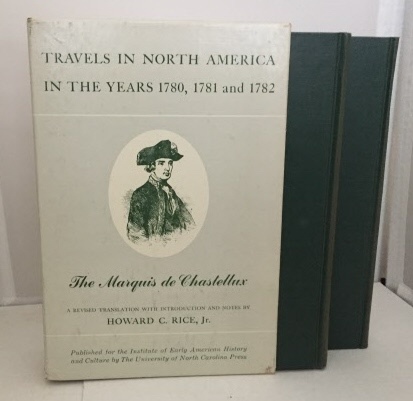 TRAVELS IN NORTH AMERICA
IN THE YEARS 1780, 1781 and 1782
The Marquis de Chastellux
A REVISED TRANSLATION WITH INTRODUCTION AND NOTES BY
HOWARD C. RICE, Jr.
Published for the Institute of Early American History
and Culture by The University of North Carolina Press